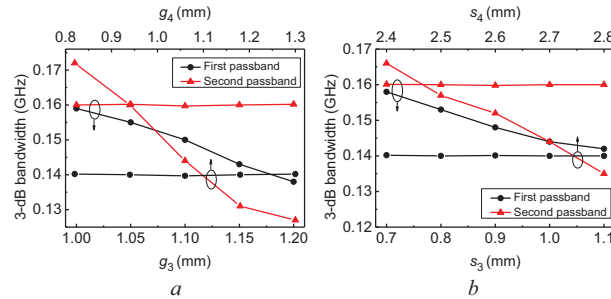 g4 (mm)
0.8 0.9 1.0 1.1 1.2 1.3
3-dB bandwidth (GHz)
0.17
0.16
0.15
0.14
0.13
First passband
Second passband
1.00 1.05 1.10 1.15 1.20
g3 (mm)
a
s4 (mm)
2.4 2.5 2.6 2.7 2.8
3-dB bandwidth (GHz)
0.17
0.16
0.15
0.14
0.13
0.12
First passband
Second passband
0.7 0.8 0.9 1.0 1.1
s3 (mm)
b